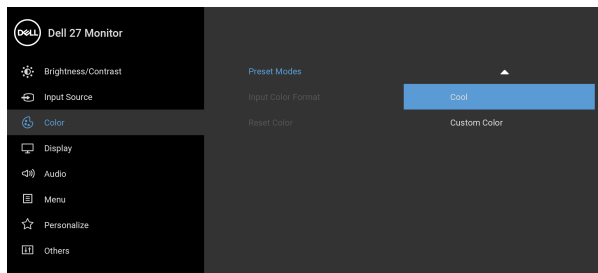 DELL Dell 27 Monitor
Brightness/Contrast
Preset Modes
Input Source
Input Color Format
Cool
Color
Reset Color
Custom Color
Display
Audio
Menu
Personalize
Others